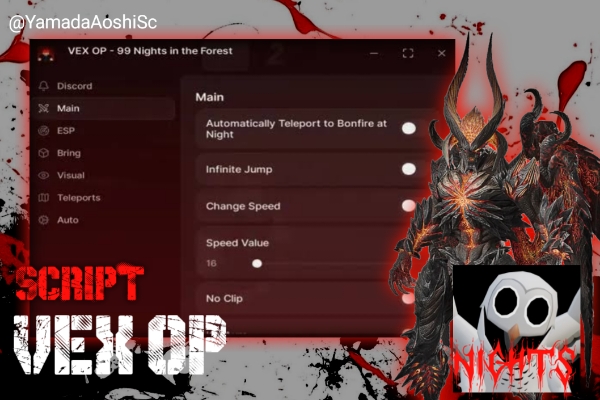 @YamadaAoshiSc
VEX OP - 99 Nights in the Forest
Discord
Main
ESP
Bring
Visual
Teleports
Auto
Main
Automatically Teleport to Bonfire at
Night
Infinite Jump
Change Speed
Speed Value
16
No Clip
SCRIPT
VEX OP
NIGHT'S